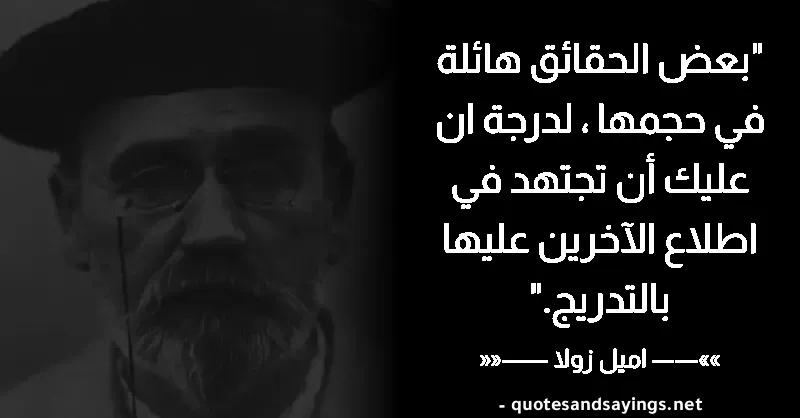 "بعض الحقائق هائلة
في حجمها ، لدرجة ان
عليك أن تجتهد في
اطلاع الآخرين عليها
بالتدريج."
»»—— اميل زولا ——««
- quotesandsayings.net